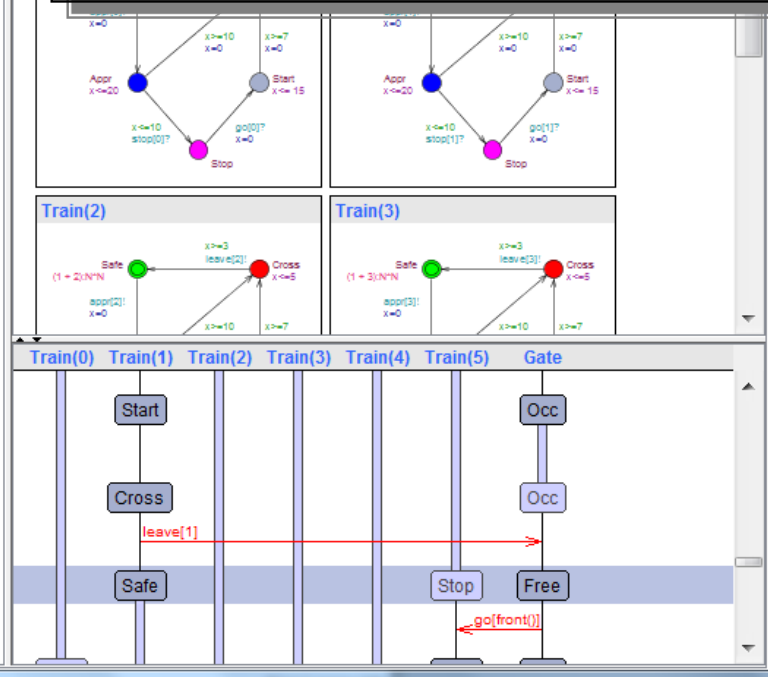 x=0
x>=10
x=0
x>=7
x=0
Appr
x<=20
Start
x<= 15
x<=10
stop[0]?
go[0]?
x=0
Stop
x=0
x>=10
x=0
x>=7
x=0
Appr
x<=20
Start
x<= 15
x<=10
stop[1]?
go[1]?
x=0
Stop
Train(2)
x>=3
leave[2]!
Safe
(1 + 2):N*N
Cross
x<=5
appr[2]!
x=0
x>=10
x>=7
Train(3)
x>=3
leave[3]!
Safe
(1 + 3):N*N
Cross
x<=5
appr[3]!
x=0
x>=10
x>=7
Train(0) Train(1) Train(2) Train(3) Train(4) Train(5) Gate
Start Occ
Cross Occ
leave[1]
Safe Stop Free
go[front()]